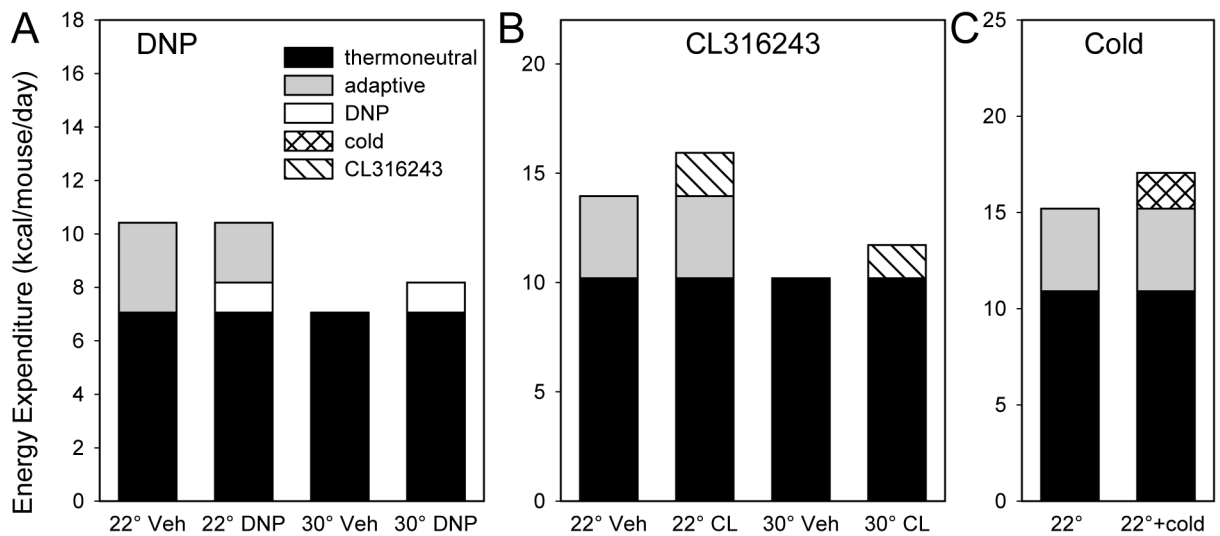 A
DNP
thermoneutral
adaptive
DNP
cold
CL316243
Energy Expenditure (kcal/mouse/day)
18
16
14
12
10
8
6
4
2
0
22° Veh
22° DNP
30° Veh
30° DNP
B
CL316243
20
15
10
5
0
22° Veh
22° CL
30° Veh
30° CL
C
Cold
25
20
15
10
5
0
22°
22°+cold